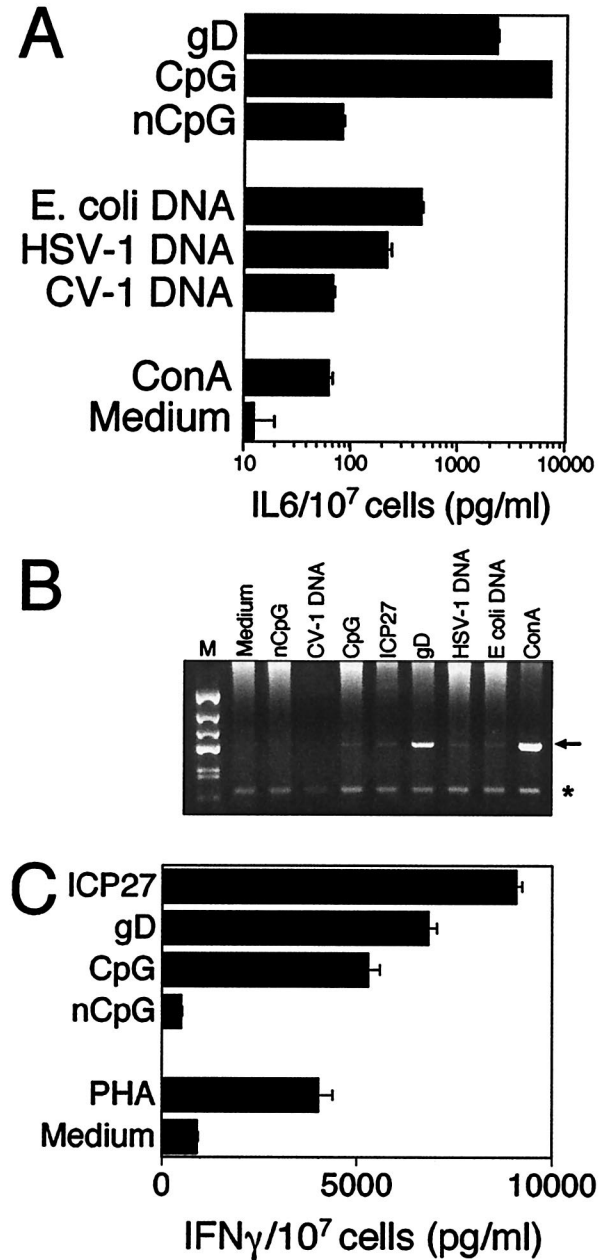 A
gD
CpG
nCpG
E. coli DNA
HSV-1 DNA
CV-1 DNA
ConA
Medium
10 100 1000 10000
IL6/10⁷ cells (pg/ml)
B
M Medium nCpG CV-1 DNA CpG ICP27 gD HSV-1 DNA E coli DNA ConA
*
C
ICP27
gD
CpG
nCpG
PHA
Medium
0 5000 10000
IFNγ/10⁷ cells (pg/ml)